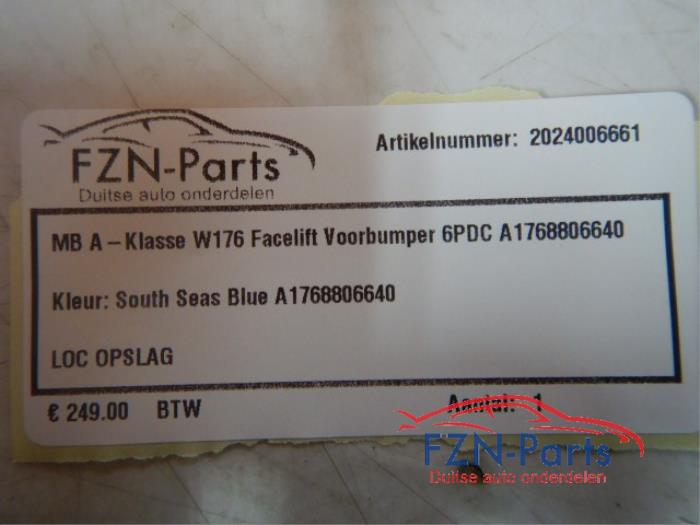 FZN-Parts
Duitse auto onderdelen
Artikelnummer: 2024006661
MB A-Klasse W176 Facelift Voorbumper 6PDC A1768806640
Kleur: South Seas Blue A1768806640
LOC OPSLAG
€ 249.00 BTW
Aantal: 1
FZN-Parts
Duitse auto onderdelen